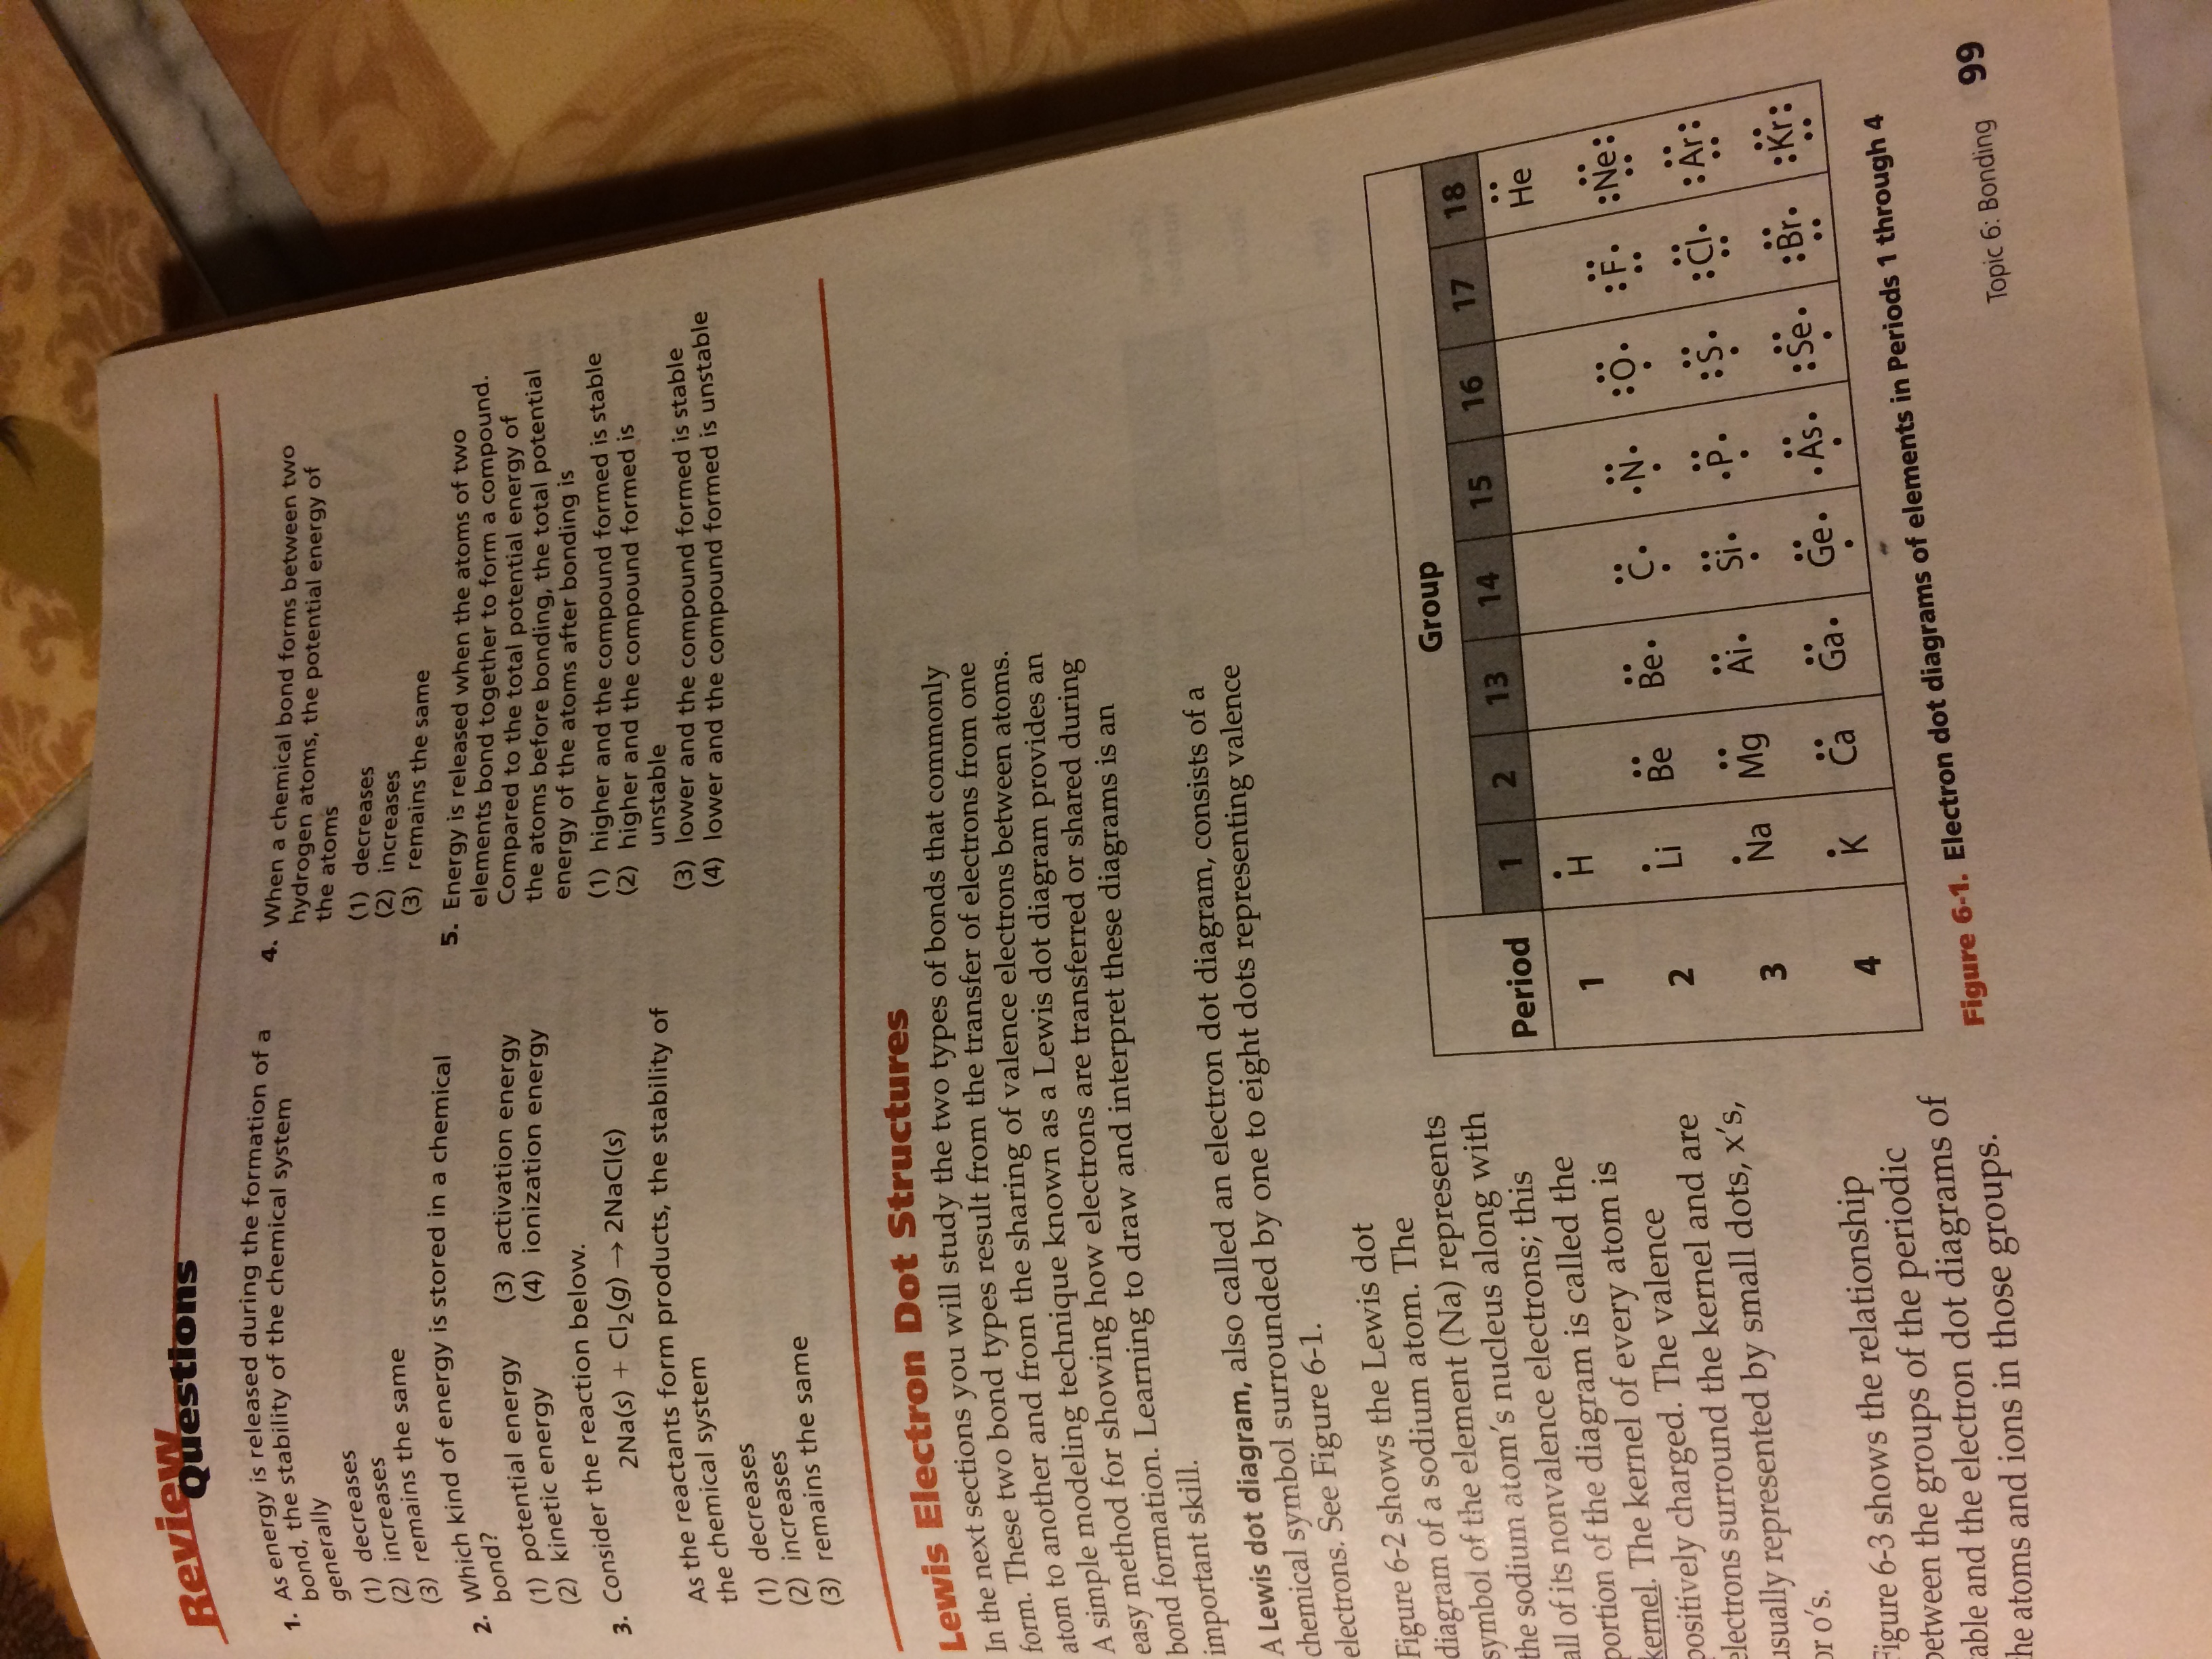 Review
Questions
1. As energy is released during the formation of a
bond, the stability of the chemical system
generally
(1) decreases
(2) increases
(3) remains the same
2. Which kind of energy is stored in a chemical
bond?
(1) potential energy (3) activation energy
(2) kinetic energy (4) ionization energy
3. Consider the reaction below.
2Na(s) + Cl₂(g) → 2NaCl(s)
As the reactants form products, the stability of
the chemical system
(1) decreases
(2) increases
(3) remains the same
4. When a chemical bond forms between two
hydrogen atoms, the potential energy of
the atoms
(1) decreases
(2) increases
(3) remains the same
5. Energy is released when the atoms of two
elements bond together to form a compound.
Compared to the total potential energy of
the atoms before bonding, the total potential
energy of the atoms after bonding is
(1) higher and the compound formed is stable
(2) higher and the compound formed is
unstable
(3) lower and the compound formed is stable
(4) lower and the compound formed is unstable
Lewis Electron Dot Structures
In the next sections you will study the two types of bonds that commonly
form. These two bond types result from the transfer of electrons from one
atom to another and from the sharing of valence electrons between atoms.
A simple modeling technique known as a Lewis dot diagram provides an
easy method for showing how electrons are transferred or shared during
bond formation. Learning to draw and interpret these diagrams is an
important skill.
A Lewis dot diagram, also called an electron dot diagram, consists of a
chemical symbol surrounded by one to eight dots representing valence
electrons. See Figure 6-1.
Figure 6-2 shows the Lewis dot
diagram of a sodium atom. The
symbol of the element (Na) represents
the sodium atom's nucleus along with
all of its nonvalence electrons; this
portion of the diagram is called the
kernel. The kernel of every atom is
positively charged. The valence
electrons surround the kernel and are
usually represented by small dots, x's,
or o's.
Figure 6-3 shows the relationship
between the groups of the periodic
table and the electron dot diagrams of
the atoms and ions in those groups.
Group
Period 1 2 13 14 15 16 17 18
1 H He
2 Li Be Be C N O F Ne
3 Na Mg Ai Si P S Cl Ar
4 K Ca Ga Ge As Se Br Kr
Figure 6-1. Electron dot diagrams of elements in Periods 1 through 4
Topic 6: Bonding 99